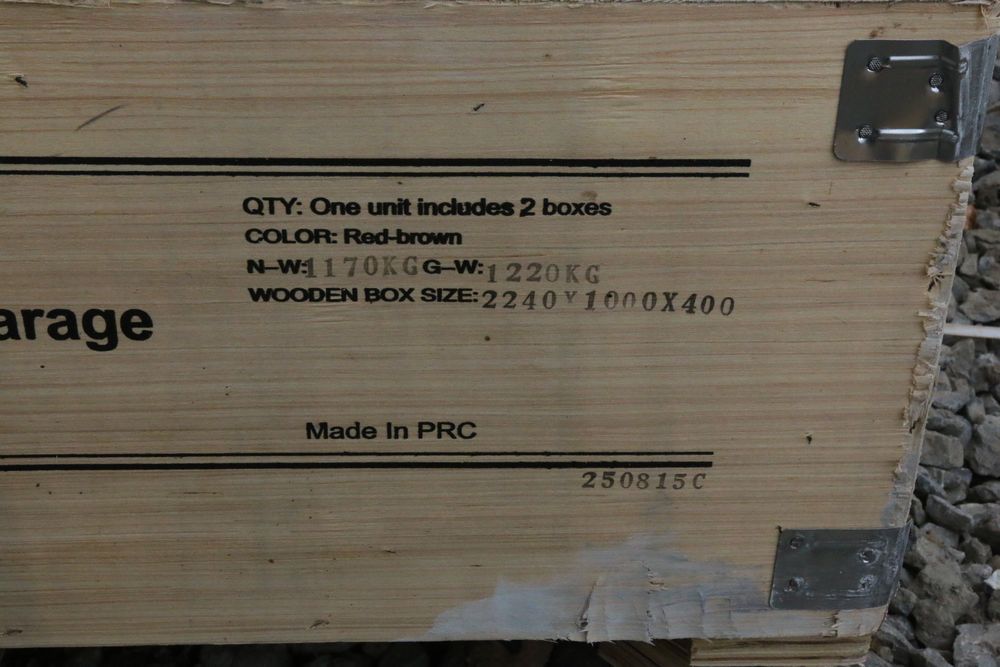 QTY: One unit includes 2 boxes
COLOR: Red-brown
N-W:1170KG G-W:1220KG
WOODEN BOX SIZE:2240X1000X400
arage
Made In PRC
250815C